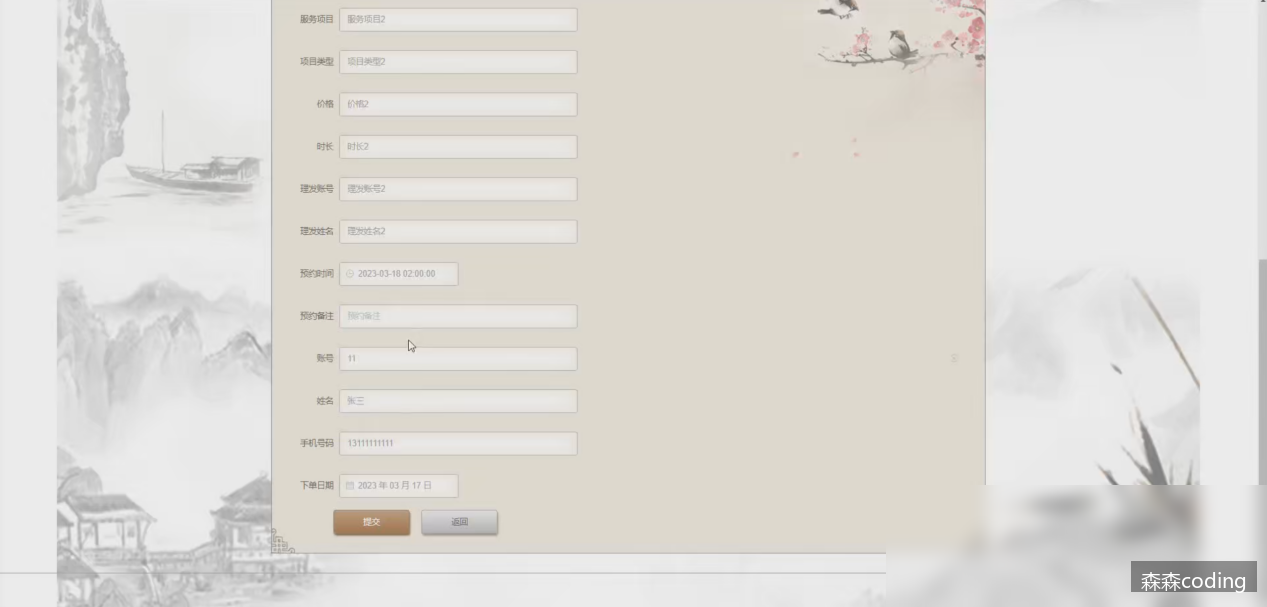 服务项目 服务项目2
项目类型 项目类型2
价格 价格2
时长 时长2
理发账号 理发账号2
理发姓名 理发姓名2
预约时间 2023-03-18 02:00:00
预约备注 预约备注
账号 11
姓名 张三
手机号码 13111111111
下单日期 2023 年 03 月 17 日
提交 返回
森森coding